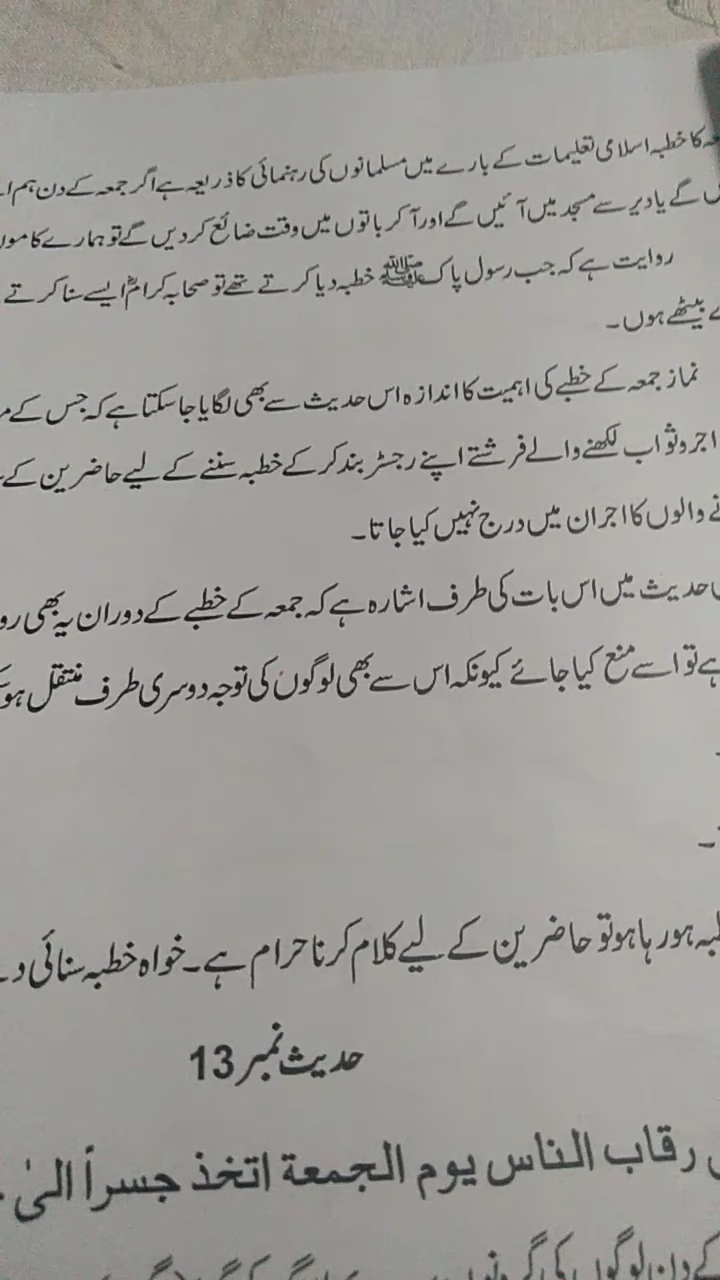 کا خطبہ اسلامی تعلیمات کے بارے میں مسلمانوں کی رہنمائی کا ذریعہ ہے اگر جمعہ کے دن ہم
گے یا دیر سے مسجد میں آئیں گے اور آ کر باتوں میں وقت ضائع کر دیں گے تو ہمارے کا
روایت ہے کہ جب رسول پاک ﷺ خطبہ دیا کرتے تھے تو صحابہ کرامؓ ایسے سنا کرتے
بیٹھے ہوں۔
نماز جمعہ کے خطبے کی اہمیت کا اندازہ اس حدیث سے بھی لگایا جا سکتا ہے کہ جس کے
اجر و ثواب لکھنے والے فرشتے اپنے رجسٹر بند کر کے خطبہ سننے کے لیے حاضرین کے
والوں کا اجر ان میں درج نہیں کیا جاتا۔
حدیث میں اس بات کی طرف اشارہ ہے کہ جمعہ کے خطبے کے دوران یہ بھی
ہے تو اسے منع کیا جائے کیونکہ اس سے بھی لوگوں کی توجہ دوسری طرف منتقل
ہو رہا ہو تو حاضرین کے لیے کلام کرنا حرام ہے۔ خواہ خطبہ سنائی
حدیث نمبر 13
رقاب الناس يوم الجمعة اتخذ جسراً الىٰ
کے دن لوگوں کی